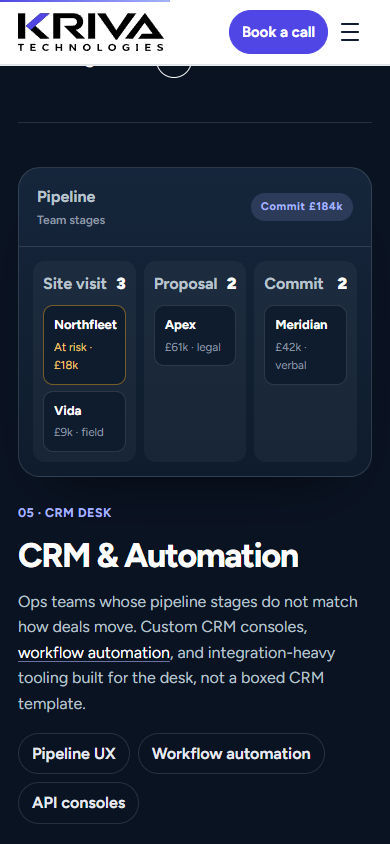 KRIVA
TECHNOLOGIES
Book a call
Pipeline
Team stages
Commit £184k
Site visit 3
Northfleet
At risk ·
£18k
Vida
£9k · field
Proposal 2
Apex
£61k · legal
Commit 2
Meridian
£42k ·
verbal
05 · CRM DESK
CRM & Automation
Ops teams whose pipeline stages do not match
how deals move. Custom CRM consoles,
workflow automation, and integration-heavy
tooling built for the desk, not a boxed CRM
template.
Pipeline UX
Workflow automation
API consoles